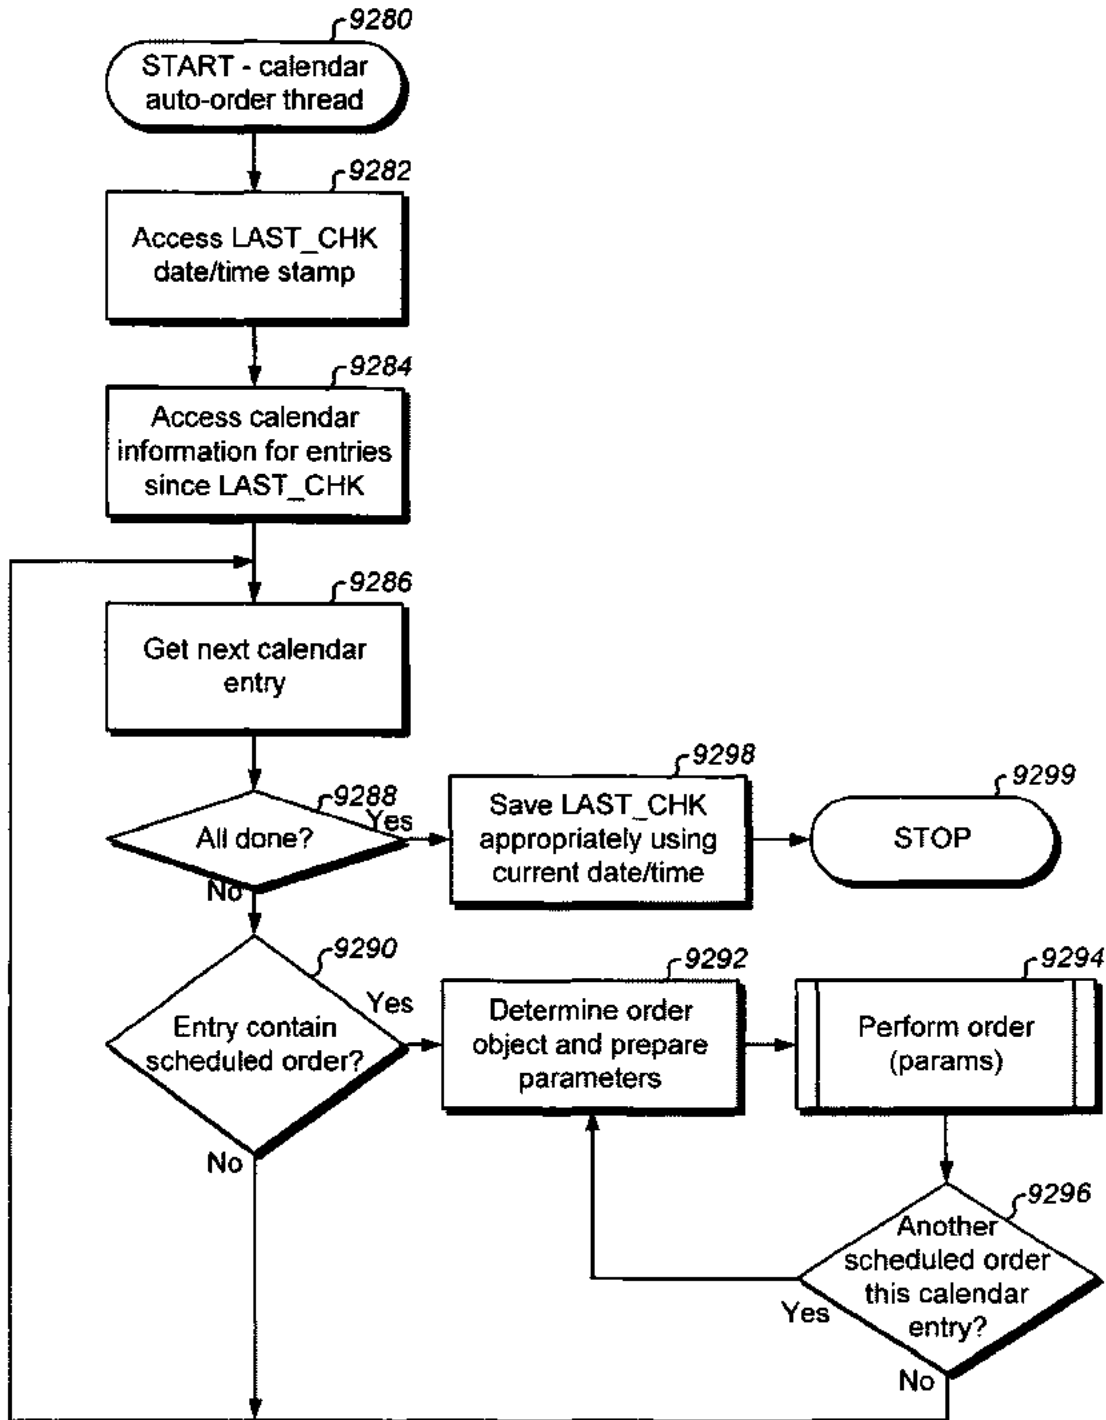 9280
START - calendar
auto-order thread
9282
Access LAST_CHK
date/time stamp
9284
Access calendar
information for entries
since LAST_CHK
9286
Get next calendar
entry
9288
All done?
Yes
No
9298
Save LAST_CHK
appropriately using
current date/time
9299
STOP
9290
Entry contain
scheduled order?
Yes
No
9292
Determine order
object and prepare
parameters
9294
Perform order
(params)
9296
Another
scheduled order
this calendar
entry?
Yes
No